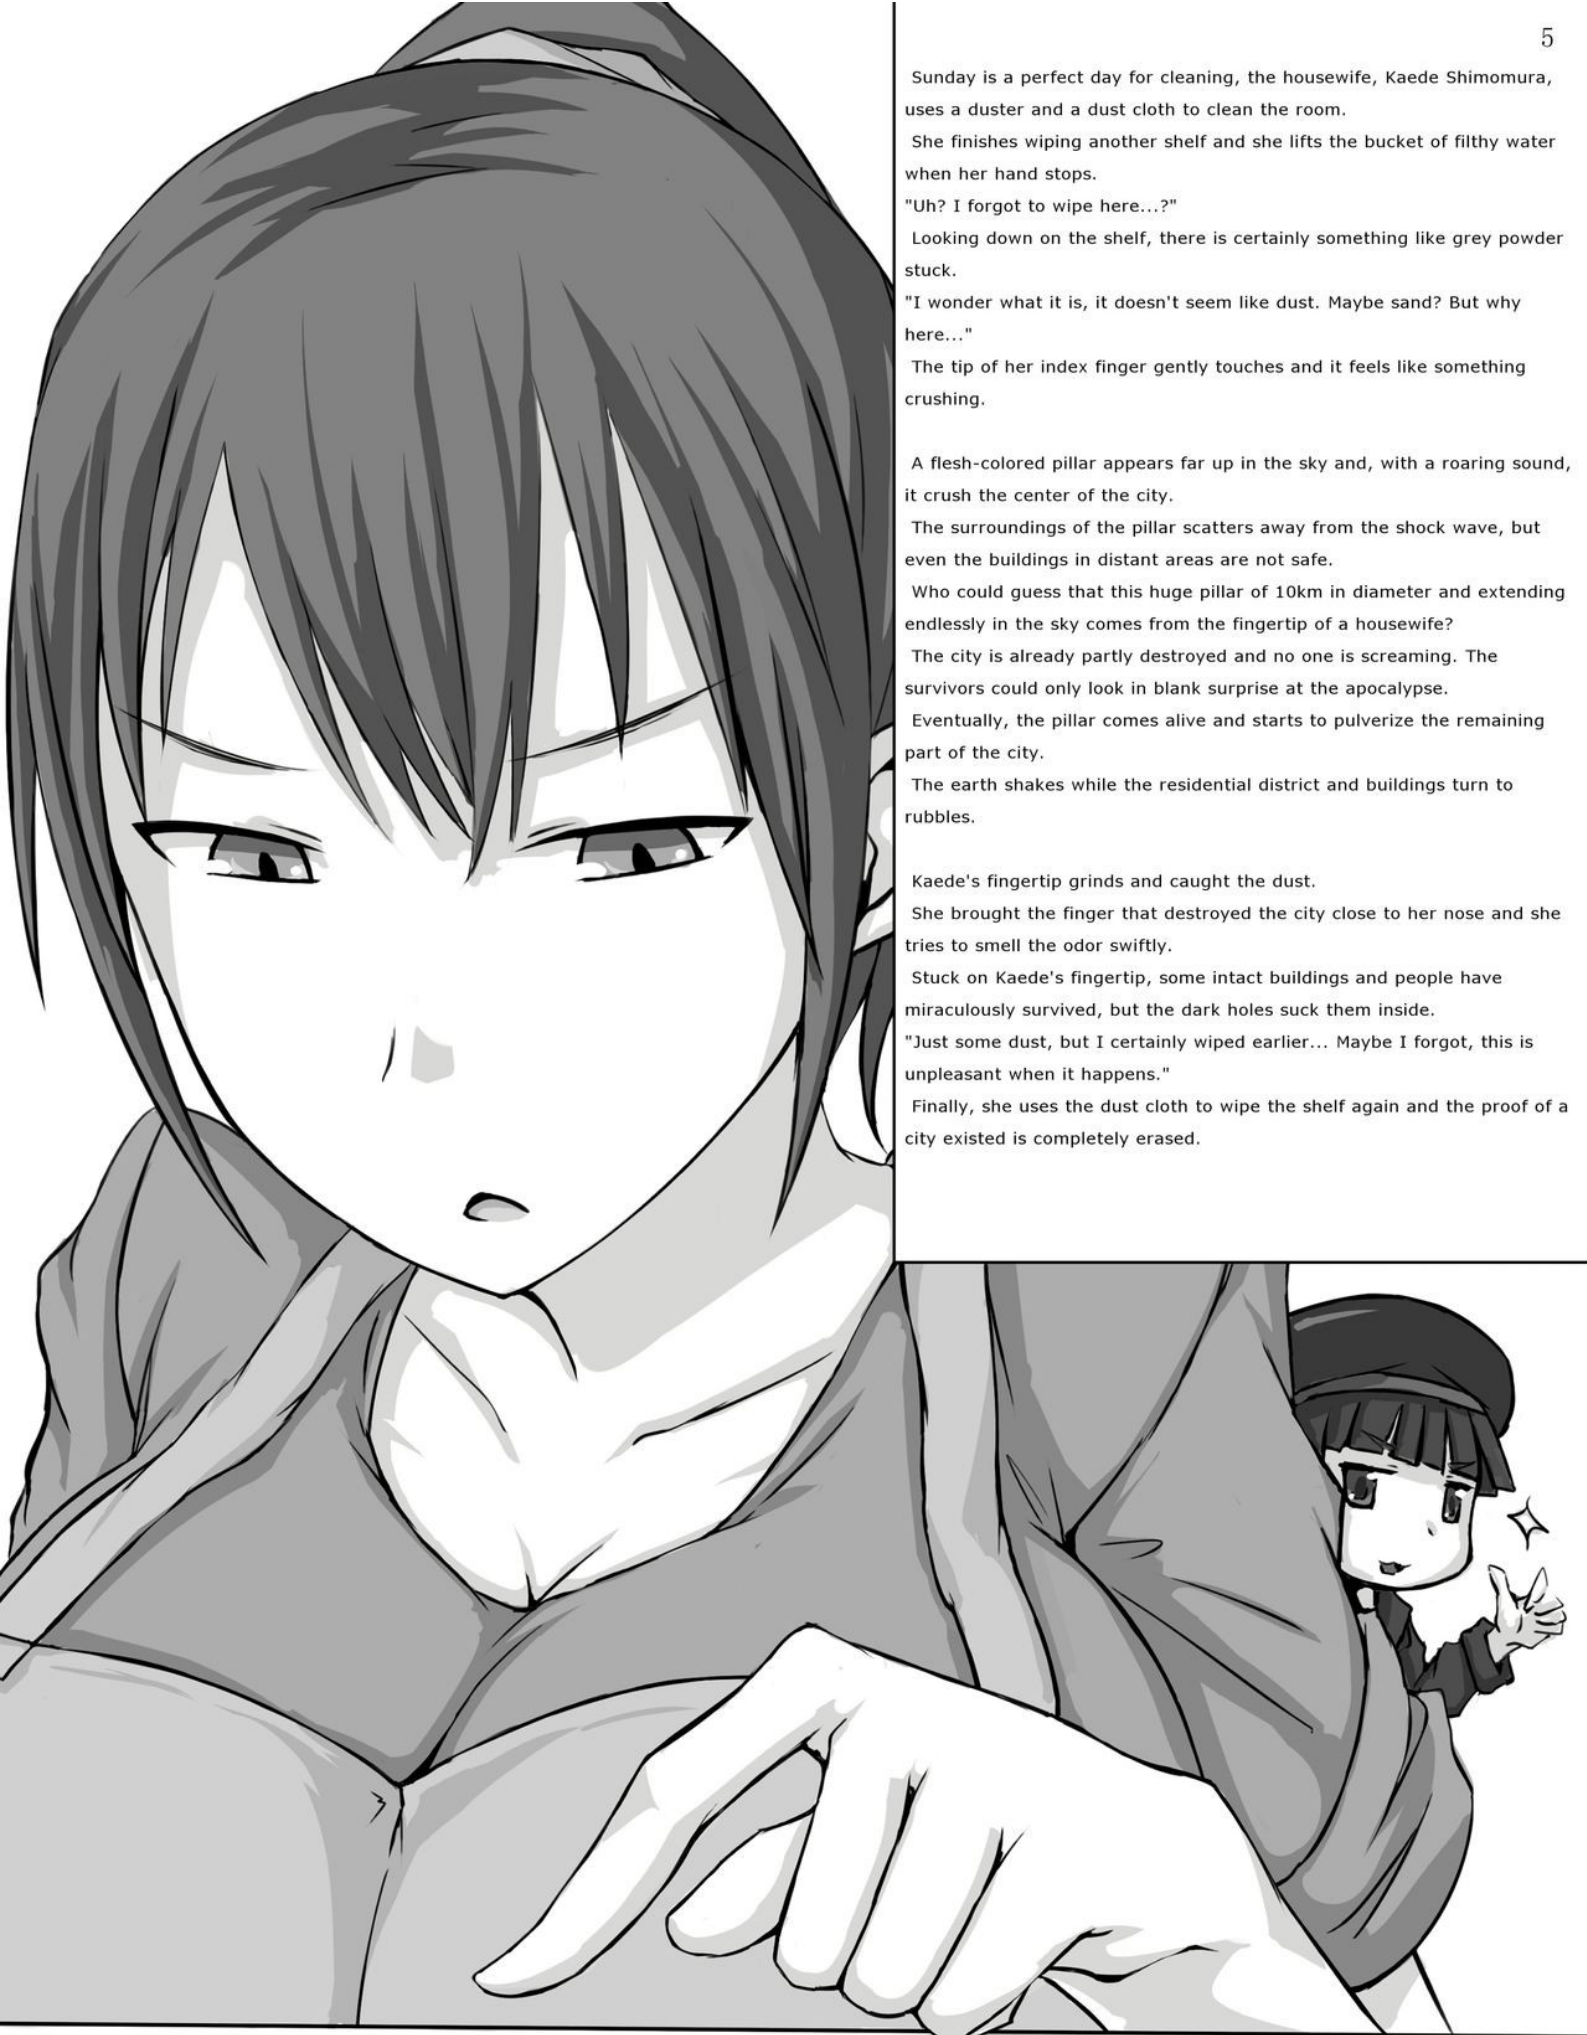 5
Sunday is a perfect day for cleaning, the housewife, Kaede Shimomura,
uses a duster and a dust cloth to clean the room.
She finishes wiping another shelf and she lifts the bucket of filthy water
when her hand stops.
"Uh? I forgot to wipe here...?"
Looking down on the shelf, there is certainly something like grey powder
stuck.
"I wonder what it is, it doesn't seem like dust. Maybe sand? But why
here..."
The tip of her index finger gently touches and it feels like something
crushing.
A flesh-colored pillar appears far up in the sky and, with a roaring sound,
it crush the center of the city.
The surroundings of the pillar scatters away from the shock wave, but
even the buildings in distant areas are not safe.
Who could guess that this huge pillar of 10km in diameter and extending
endlessly in the sky comes from the fingertip of a housewife?
The city is already partly destroyed and no one is screaming. The
survivors could only look in blank surprise at the apocalypse.
Eventually, the pillar comes alive and starts to pulverize the remaining
part of the city.
The earth shakes while the residential district and buildings turn to
rubbles.
Kaede's fingertip grinds and caught the dust.
She brought the finger that destroyed the city close to her nose and she
tries to smell the odor swiftly.
Stuck on Kaede's fingertip, some intact buildings and people have
miraculously survived, but the dark holes suck them inside.
"Just some dust, but I certainly wiped earlier... Maybe I forgot, this is
unpleasant when it happens."
Finally, she uses the dust cloth to wipe the shelf again and the proof of a
city existed is completely erased.